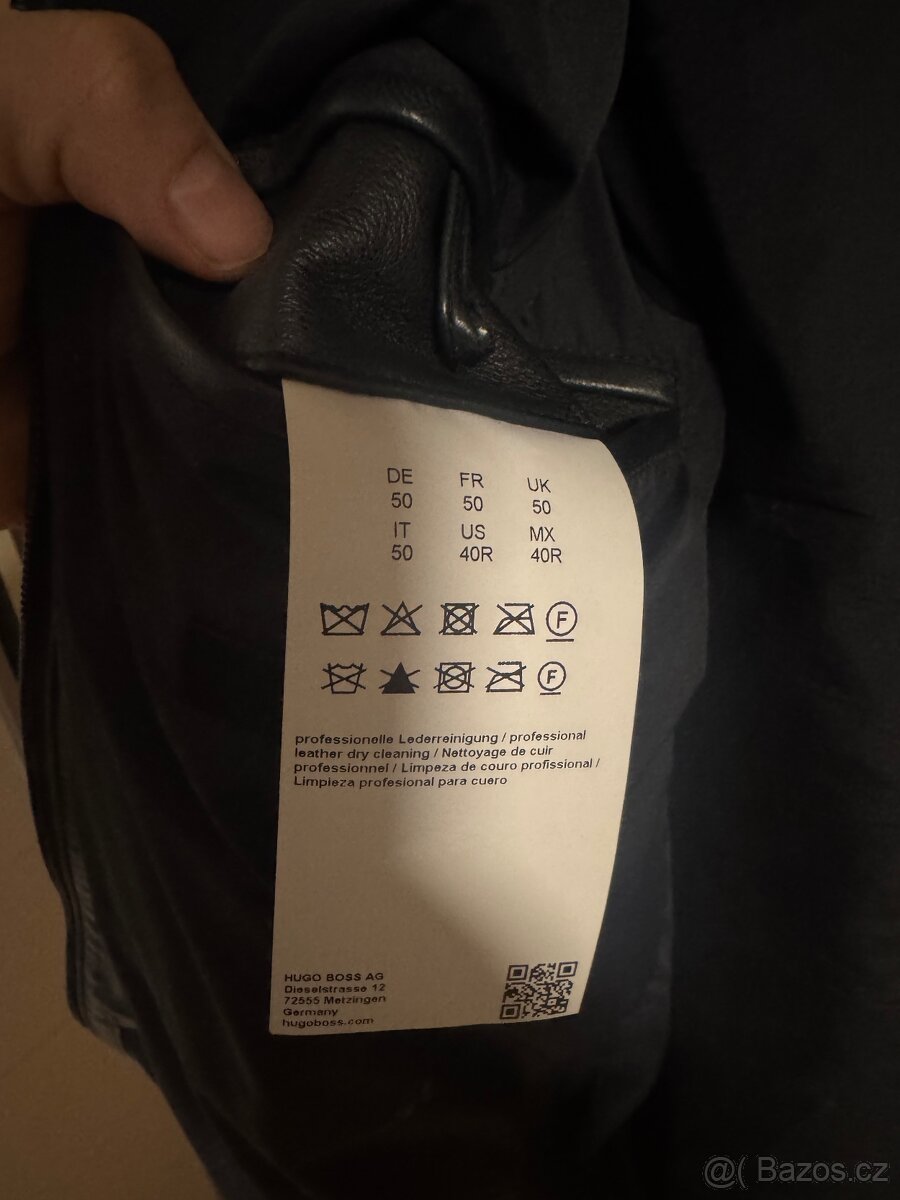 DE FR UK
50 50 50
IT US MX
50 40R 40R
F
F
professionelle Lederreinigung / professional
leather dry cleaning / Nettoyage de cuir
professionnel / Limpeza de couro profissional /
Limpieza profesional para cuero
HUGO BOSS AG
Dieselstrasse 12
72555 Metzingen
Germany
hugoboss.com
@( Bazos.cz